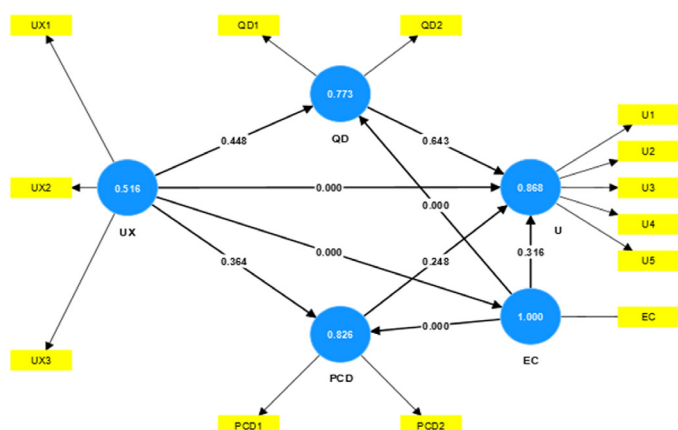 UX1
QD1
QD2
0.773
QD
0.448
0.643
U1
U2
U3
U4
U5
UX2
0.516
UX
0.000
0.868
U
0.000
0.000
0.364
0.248
0.316
UX3
0.826
PCD
0.000
1.000
EC
EC
PCD1
PCD2